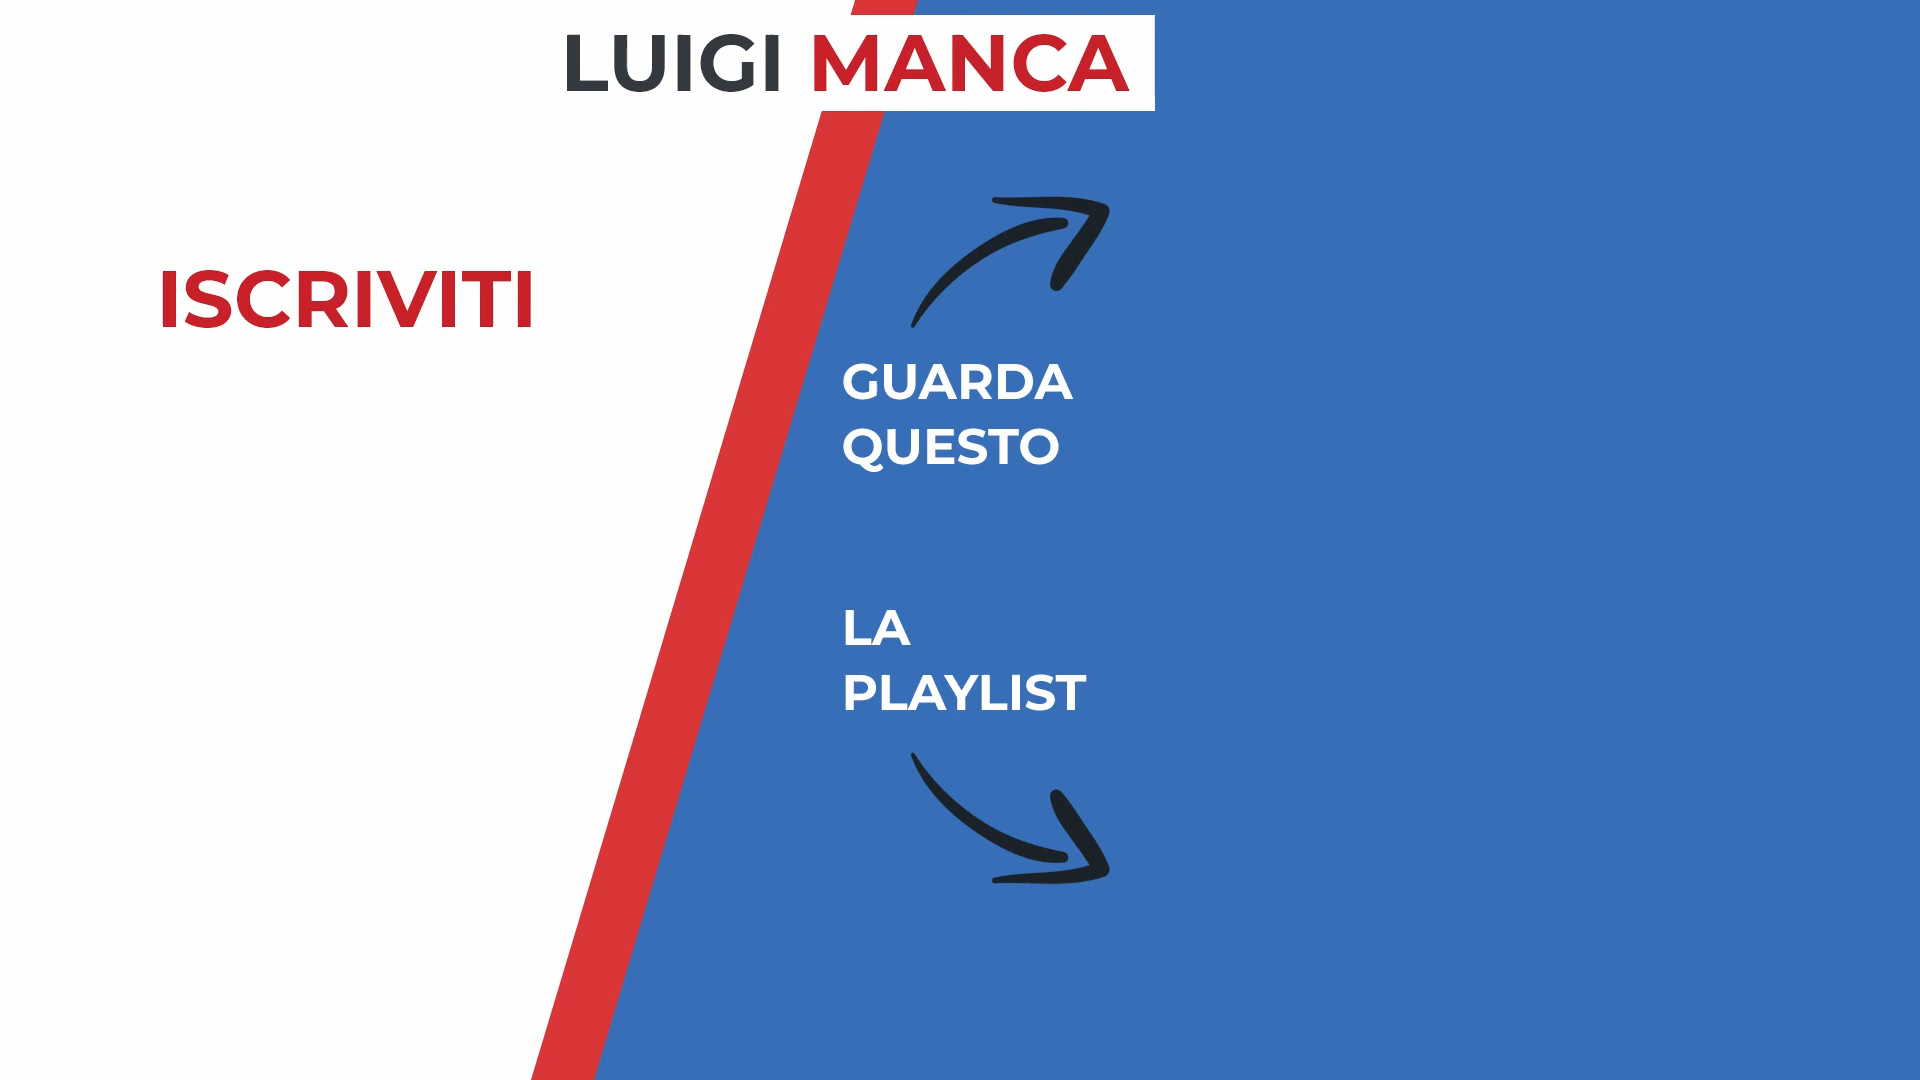 LUIGI MANCA
ISCRIVITI
GUARDA
QUESTO
LA
PLAYLIST